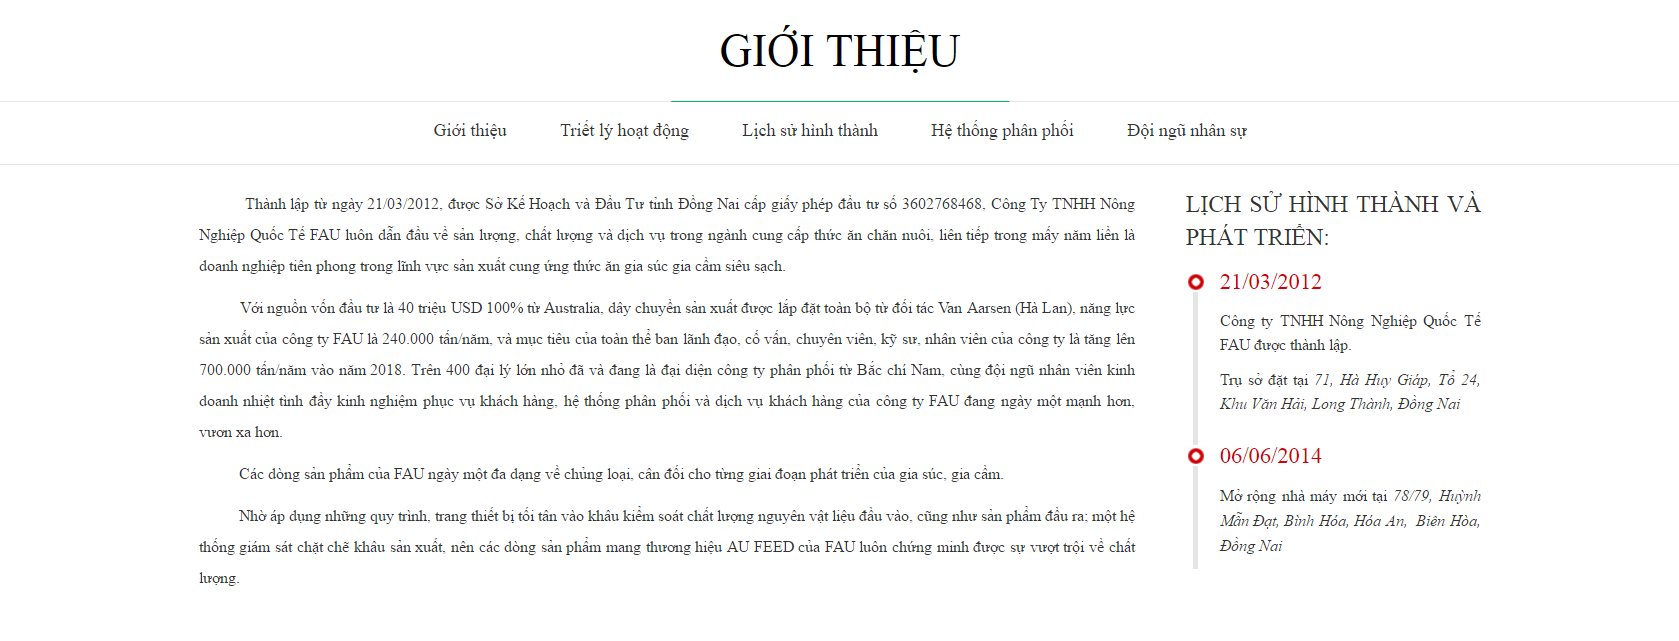 GIỚI THIỆU
Giới thiệu
Triết lý hoạt động
Lịch sử hình thành
Hệ thống phân phối
Đội ngũ nhân sự
Thành lập từ ngày 21/03/2012, được Sở Kế Hoạch và Đầu Tư tỉnh Đồng Nai cấp giấy phép đầu tư số 3602768468, Công Ty TNHH Nông
Nghiệp Quốc Tế FAU luôn dẫn đầu về sản lượng, chất lượng và dịch vụ trong ngành cung cấp thức ăn chăn nuôi, liên tiếp trong mấy năm liền là
doanh nghiệp tiên phong trong lĩnh vực sản xuất cung ứng thức ăn gia súc gia cầm siêu sạch.
Với nguồn vốn đầu tư là 40 triệu USD 100% từ Australia, dây chuyền sản xuất được lắp đặt toàn bộ từ đối tác Van Aarsen (Hà Lan), năng lực
sản xuất của công ty FAU là 240.000 tấn/năm, và mục tiêu của toàn thể ban lãnh đạo, cố vấn, chuyên viên, kỹ sư, nhân viên của công ty là tăng lên
700.000 tấn/năm vào năm 2018. Trên 400 đại lý lớn nhỏ đã và đang là đại diện công ty phân phối từ Bắc chí Nam, cùng đội ngũ nhân viên kinh
doanh nhiệt tình đầy kinh nghiệm phục vụ khách hàng, hệ thống phân phối và dịch vụ khách hàng của công ty FAU đang ngày một mạnh hơn,
vươn xa hơn.
Các dòng sản phẩm của FAU ngày một đa dạng về chủng loại, cân đối cho từng giai đoạn phát triển của gia súc, gia cầm.
Nhờ áp dụng những quy trình, trang thiết bị tối tân vào khâu kiểm soát chất lượng nguyên vật liệu đầu vào, cũng như sản phẩm đầu ra; một hệ
thống giám sát chặt chẽ khâu sản xuất, nên các dòng sản phẩm mang thương hiệu AU FEED của FAU luôn chứng minh được sự vượt trội về chất
lượng.
LỊCH SỬ HÌNH THÀNH VÀ
PHÁT TRIỂN:
21/03/2012
Công ty TNHH Nông Nghiệp Quốc Tế
FAU được thành lập.
Trụ sở đặt tại 71, Hà Huy Giáp, Tổ 24,
Khu Văn Hải, Long Thành, Đồng Nai
06/06/2014
Mở rộng nhà máy mới tại 78/79, Huỳnh
Mẫn Đạt, Bình Hóa, Hóa An, Biên Hòa,
Đồng Nai